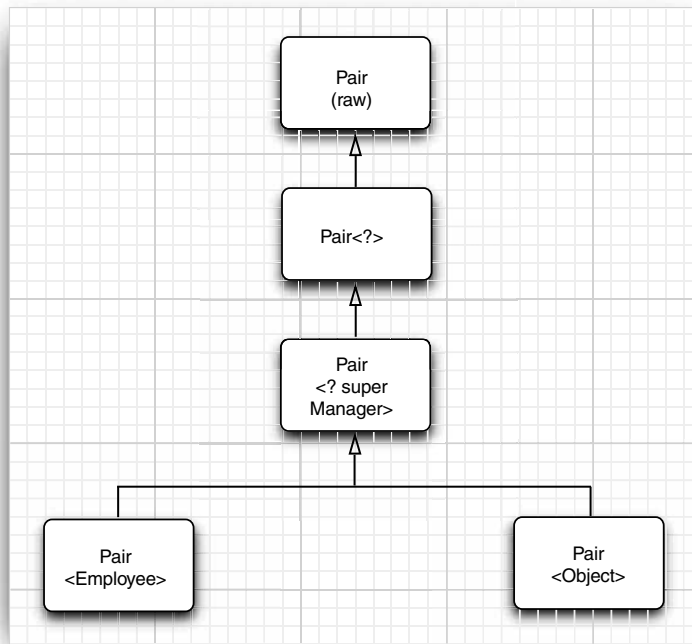 Pair
(raw)
Pair<?>
Pair
<? super
Manager>
Pair
<Employee>
Pair
<Object>